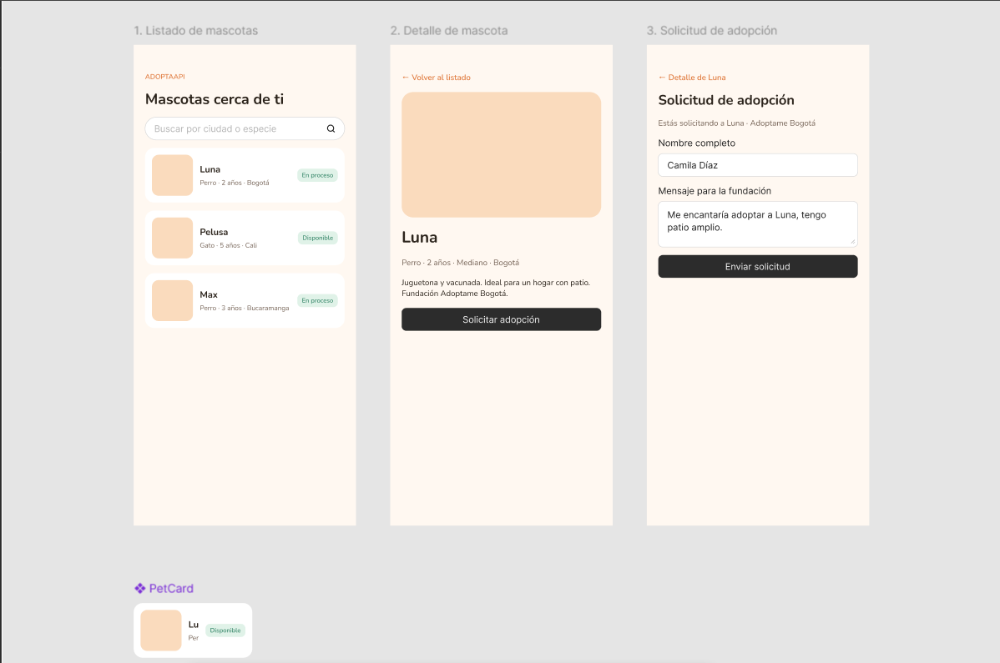 1. Listado de mascotas
ADOPTAAPI
Mascotas cerca de ti
Buscar por ciudad o especie
Luna
Perro · 2 años · Bogotá
En proceso
Pelusa
Gato · 5 años · Cali
Disponible
Max
Perro · 3 años · Bucaramanga
En proceso
2. Detalle de mascota
← Volver al listado
Luna
Perro · 2 años · Mediano · Bogotá
Juguetona y vacunada. Ideal para un hogar con patio.
Fundación Adoptame Bogotá.
Solicitar adopción
3. Solicitud de adopción
← Detalle de Luna
Solicitud de adopción
Estás solicitando a Luna · Adoptame Bogotá
Nombre completo
Camila Díaz
Mensaje para la fundación
Me encantaría adoptar a Luna, tengo
patio amplio.
Enviar solicitud
PetCard
Lu
Per
Disponible